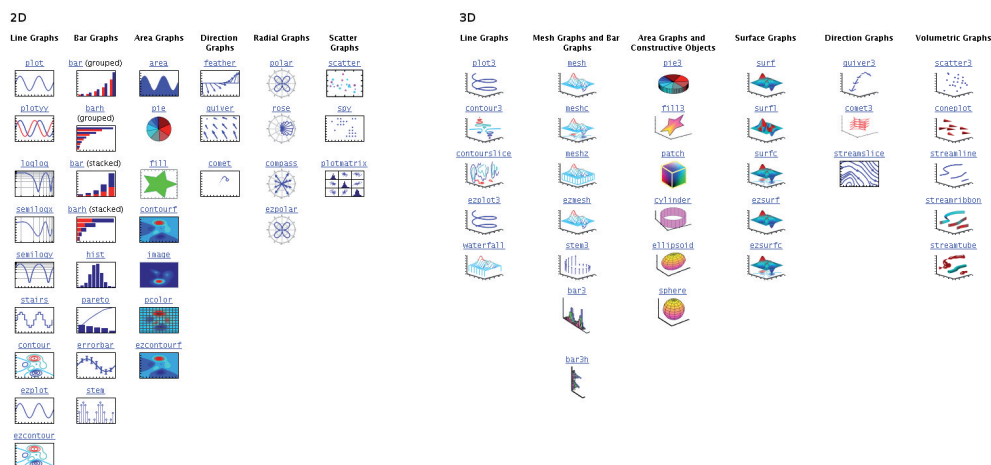 2D
Line Graphs
plot
plotyy
loglog
semilogx
semilogy
stairs
contour
ezplot
ezcontour
Bar Graphs
bar (grouped)
barh
(grouped)
bar (stacked)
barh (stacked)
hist
pareto
errorbar
stem
Area Graphs
area
pie
fill
contourf
image
pcolor
ezcontourf
Direction
Graphs
feather
quiver
comet
Radial Graphs
polar
rose
compass
ezpolar
Scatter
Graphs
scatter
spy
plotmatrix
3D
Line Graphs
plot3
contour3
contourslice
ezplot3
waterfall
Mesh Graphs and Bar
Graphs
mesh
meshc
meshz
ezmesh
stem3
bar3
bar3h
Area Graphs and
Constructive Objects
pie3
fill3
patch
cylinder
ellipsoid
sphere
Surface Graphs
surf
surfl
surfc
ezsurf
ezsurfc
Direction Graphs
quiver3
comet3
streamslice
Volumetric Graphs
scatter3
coneplot
streamline
streamribbon
streamtube